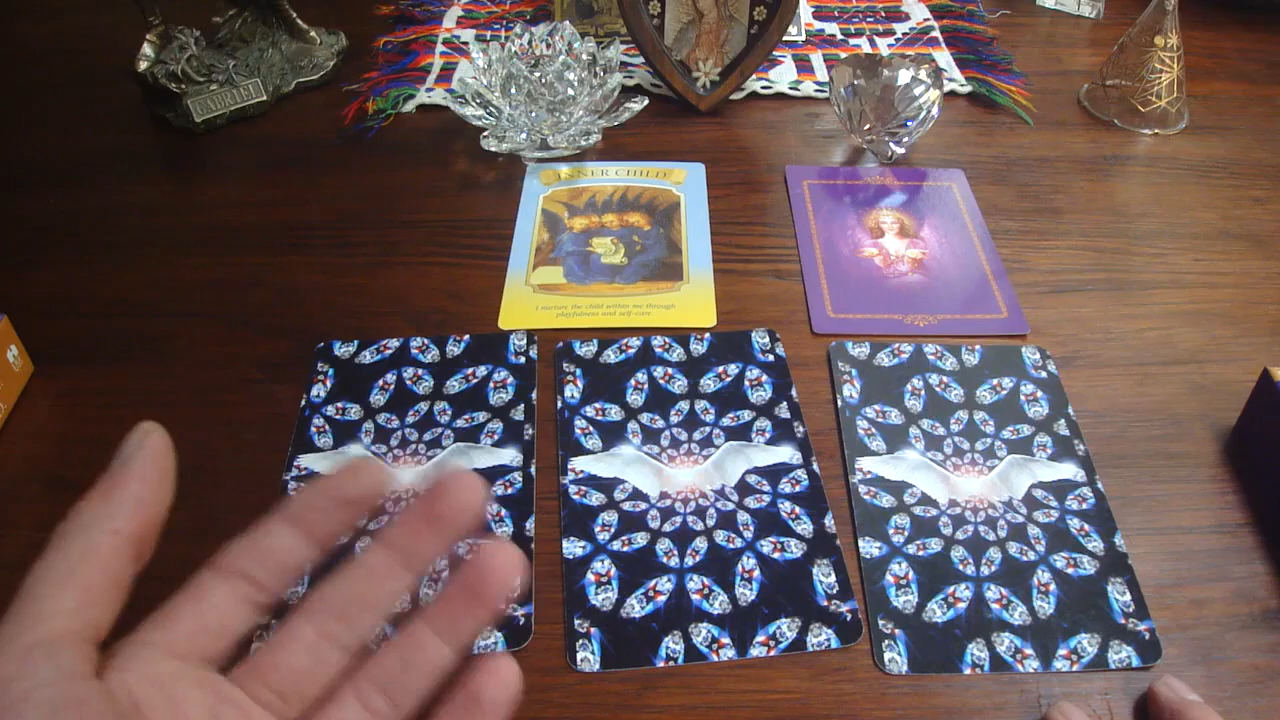 GABRIEL
INNER CHILD
I nurture the child within me through
playfulness and self-care.